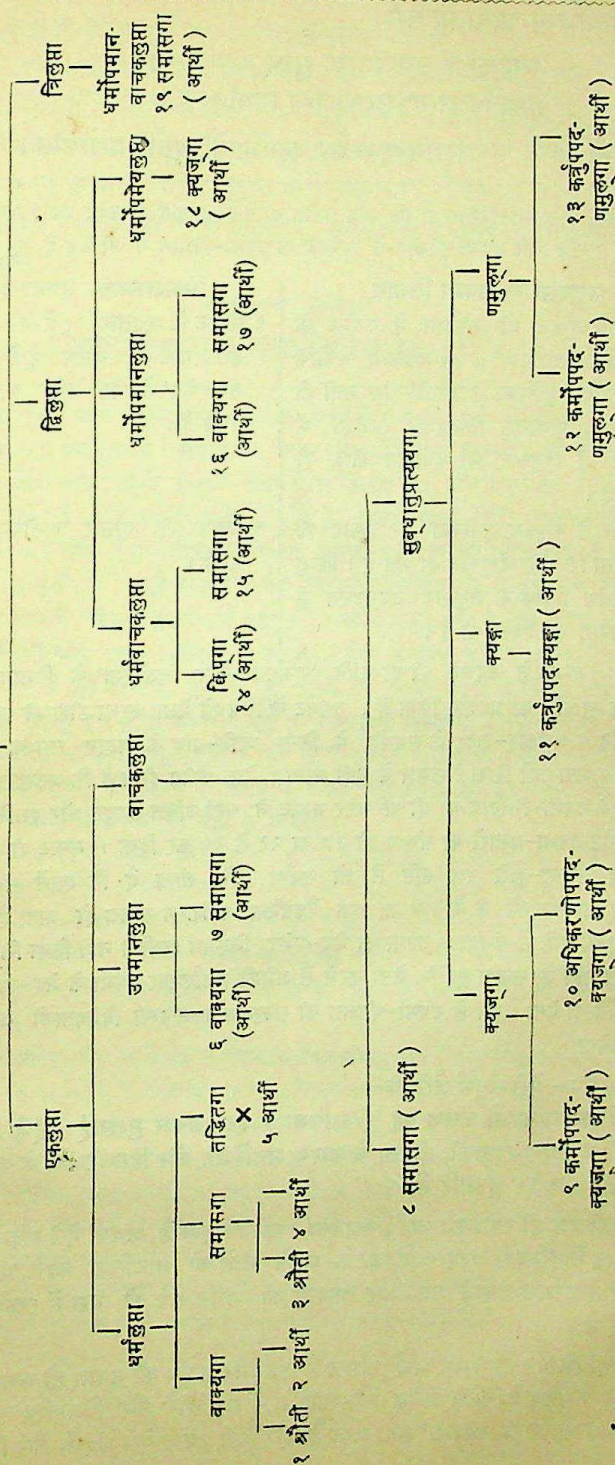 एकलुप्ता द्विलुप्ता त्रिलुप्ता
धर्मलुप्ता उपमानलुप्ता वाचकलुप्ता धर्मवाचकलुप्ता धर्मोपमानलुप्ता धर्मोपमेयलुप्ता धर्मोपमान-
वाचकलुप्ता
१९ समासगा
( आर्थी )
वाक्यगा समासगा तद्धितगा
×
५ आर्थी
६ वाक्यगा
(आर्थी)
७ समासगा
(आर्थी)
क्विपगा
१४ (आर्थी)
समासगा
१५ (आर्थी)
१६ वाक्यगा
(आर्थी)
समासगा
१७ (आर्थी)
१८ क्यजगा
( आर्थी )
१ श्रौती २ आर्थी ३ श्रौती ४ आर्थी
८ समासगा ( आर्थी ) सुबधातुप्रत्ययगा
क्यजगा क्यङ्गा णमुल्गा
९ कर्मोपपद-
क्यजगा ( आर्थी )
१० अधिकरणोपपद-
क्यजगा ( आर्थी )
११ कर्त्रुपपदक्यङ्गा ( आर्थी )
१२ कर्मोपपद-
णमुल्गा ( आर्थी )
१३ कर्त्रुपपद-
णमुल्गा ( आर्थी )